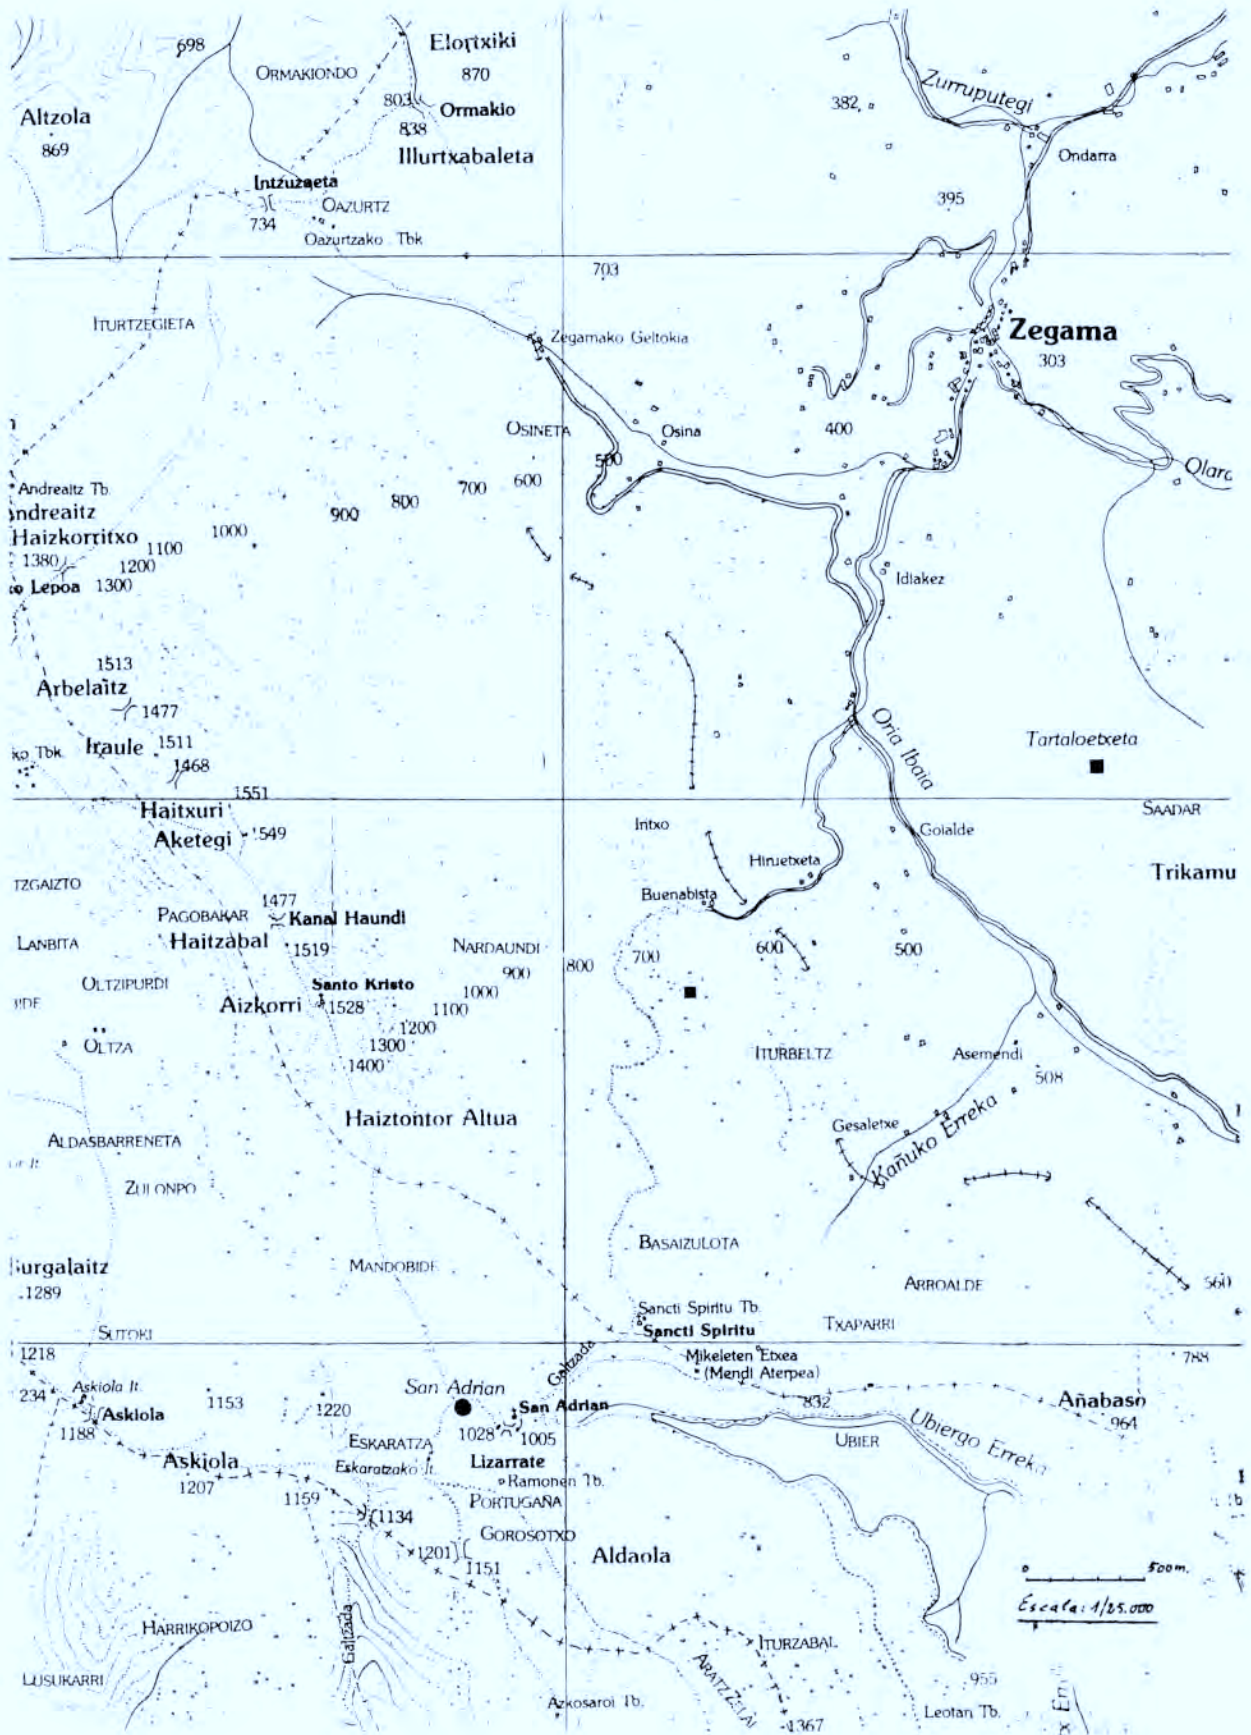 698
Elortxiki
870
ORMAKIONDO
803
Ormakio
838
Altzola
869
Illurtxabaleta
Zurruputegi
382
Ondarra
Intzuzaeta
OAZURTZ
734
Oazurtzako Tbk
395
703
ITURTZEGIETA
Zegamako Geltokia
Zegama
303
OSINETA
Osina
400
500
Andreaitz Tb.
600
700
800
900
Haizkorritxo
1000
1100
1380
1200
Lepoa
1300
Idiakez
1513
Arbelaitz
1477
Oria Ibaia
Tartaloetxeta
Tbk
Iraule
1511
1468
1551
Haitxuri
Aketegi
SAADAR
Iritxo
Goialde
Hiruetxeta
Trikamu
Buenabista
1477
PAGOBAKAR
Kanal Haundi
LANBITA
Haitzabal
1519
NARDAUNDI
700
600
500
900
800
OLTZIPURDI
Santo Kristo
1000
Aizkorri
1528
1100
1200
1300
1400
OLTZA
ITURBELTZ
Asemendi
508
Haiztontor Altua
Gesaletxe
Kañuko Erreka
ALDASBARRENETA
ZULONPO
BASAIZULOTA
MANDOBIDE
ARROALDE
560
1289
Sancti Spiritu Tb.
TXAPARRI
Sancti Spiritu
SUTOKI
1218
Galtzada
Mikeleten Etxea
(Mendi Aterpea)
788
234
Askiola It.
1153
San Adrian
Askiola
1220
San Adrian
832
Añabaso
964
1188
1028
1005
Ubiergo Erreka
ESKARATZA
UBIER
Askiola
Eskaratzako It.
Lizarrate
1207
Ramonen Tb.
1159
PORTUGAÑA
1134
GOROSOTXO
1201
1151
Aldaola
500m.
Escala: 1/25.000
HARRIKOPOIZO
Galtzada
ITURZABAL
LUSUKARRI
ARATZ ZELAI
955
Azkosaroi Tb.
Leotan Tb.
1367